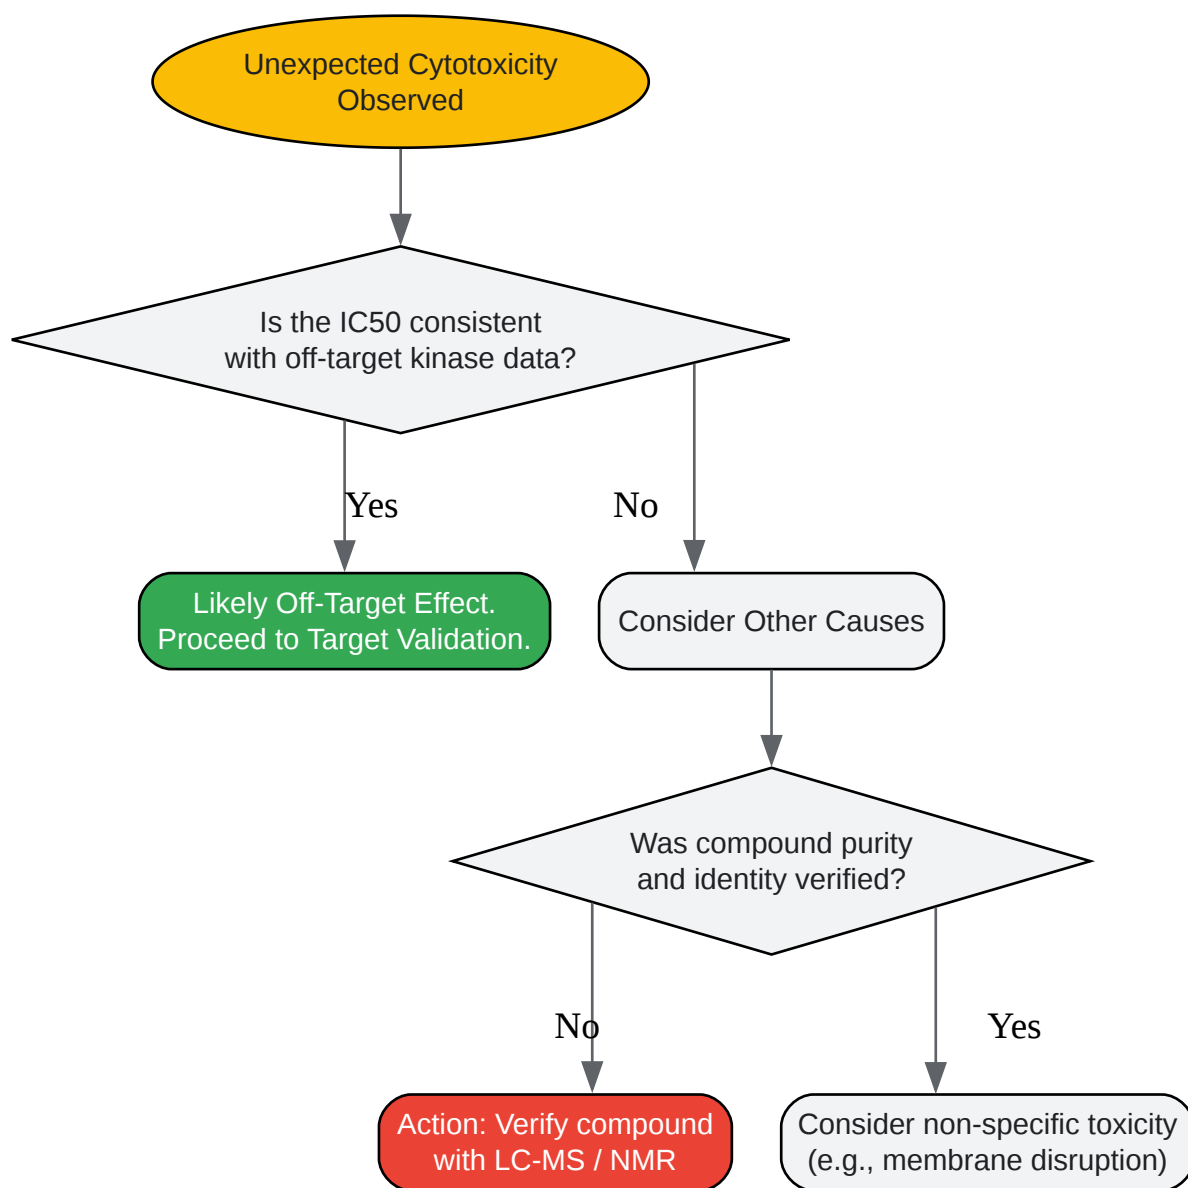 Unexpected Cytotoxicity
Observed
Is the IC50 consistent
with off-target kinase data?
Yes
No
Likely Off-Target Effect.
Proceed to Target Validation.
Consider Other Causes
Was compound purity
and identity verified?
No
Yes
Action: Verify compound
with LC-MS / NMR
Consider non-specific toxicity
(e.g., membrane disruption)